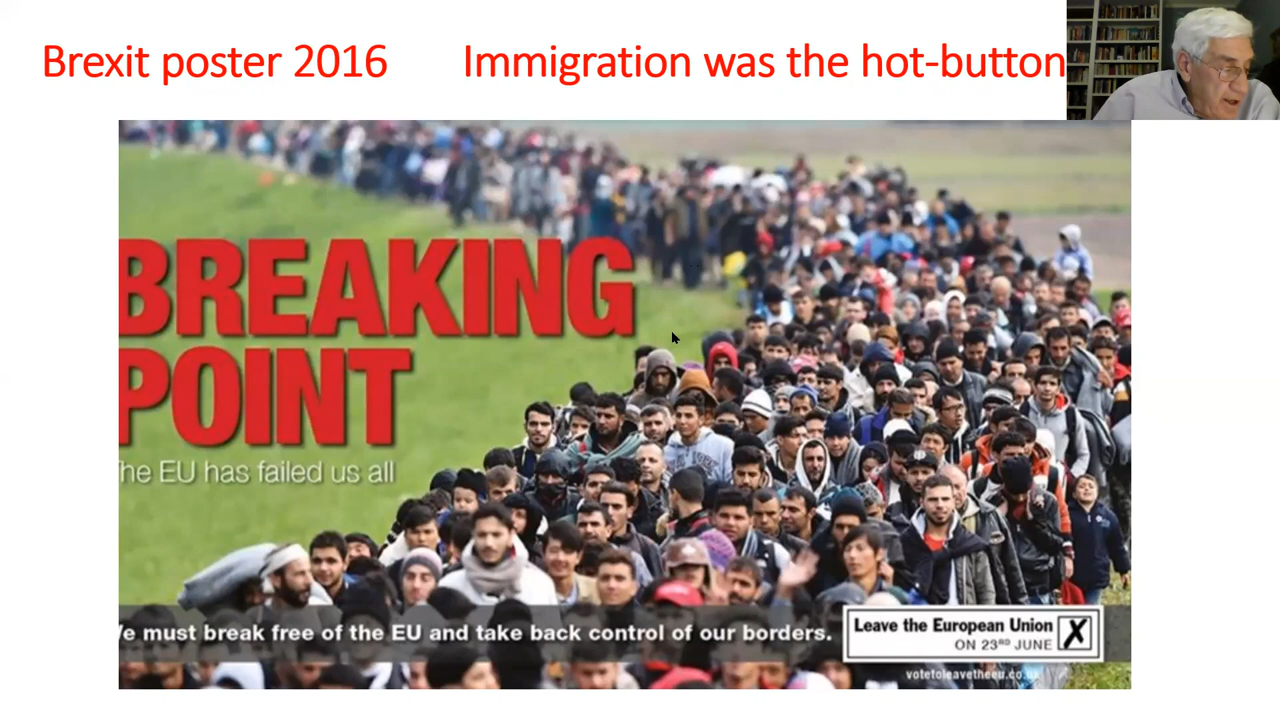 Brexit poster 2016 Immigration was the hot-button
BREAKING
POINT
he EU has failed us all
e must break free of the EU and take back control of our borders.
Leave the European Union X
ON 23RD JUNE
votetoleavetheeu.co.uk